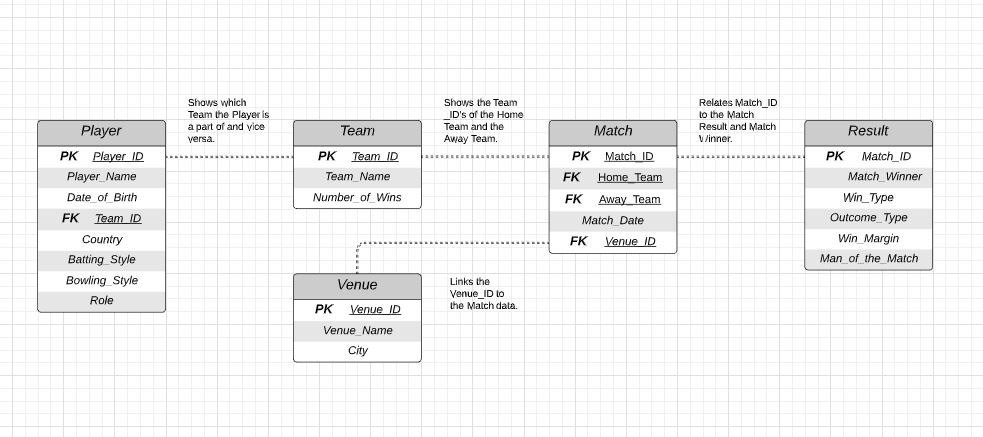 Shows which
Team the Player is
a part of and vice
versa.
Shows the Team
_ID's of the Home
Team and the
Away Team.
Relates Match_ID
to the Match
Result and Match
Winner.
Player
PK Player_ID
Player_Name
Date_of_Birth
FK Team_ID
Country
Batting_Style
Bowling_Style
Role
Team
PK Team_ID
Team_Name
Number_of_Wins
Match
PK Match_ID
FK Home_Team
FK Away_Team
Match_Date
FK Venue_ID
Result
PK Match_ID
Match_Winner
Win_Type
Outcome_Type
Win_Margin
Man_of_the_Match
Venue
PK Venue_ID
Venue_Name
City
Links the
Venue_ID to
the Match data.